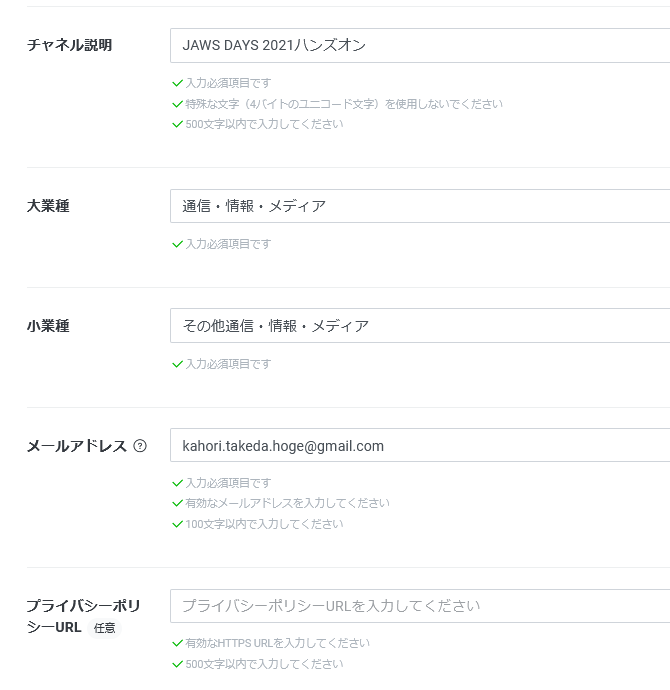 チャネル説明
JAWS DAYS 2021ハンズオン
入力必須項目です
特殊な文字（4バイトのユニコード文字）を使用しないでください
500文字以内で入力してください
大業種
通信・情報・メディア
入力必須項目です
小業種
その他通信・情報・メディア
入力必須項目です
メールアドレス ?
kahori.takeda.hoge@gmail.com
入力必須項目です
有効なメールアドレスを入力してください
100文字以内で入力してください
プライバシーポリ
シーURL 任意
プライバシーポリシーURLを入力してください
有効なHTTPS URLを入力してください
500文字以内で入力してください